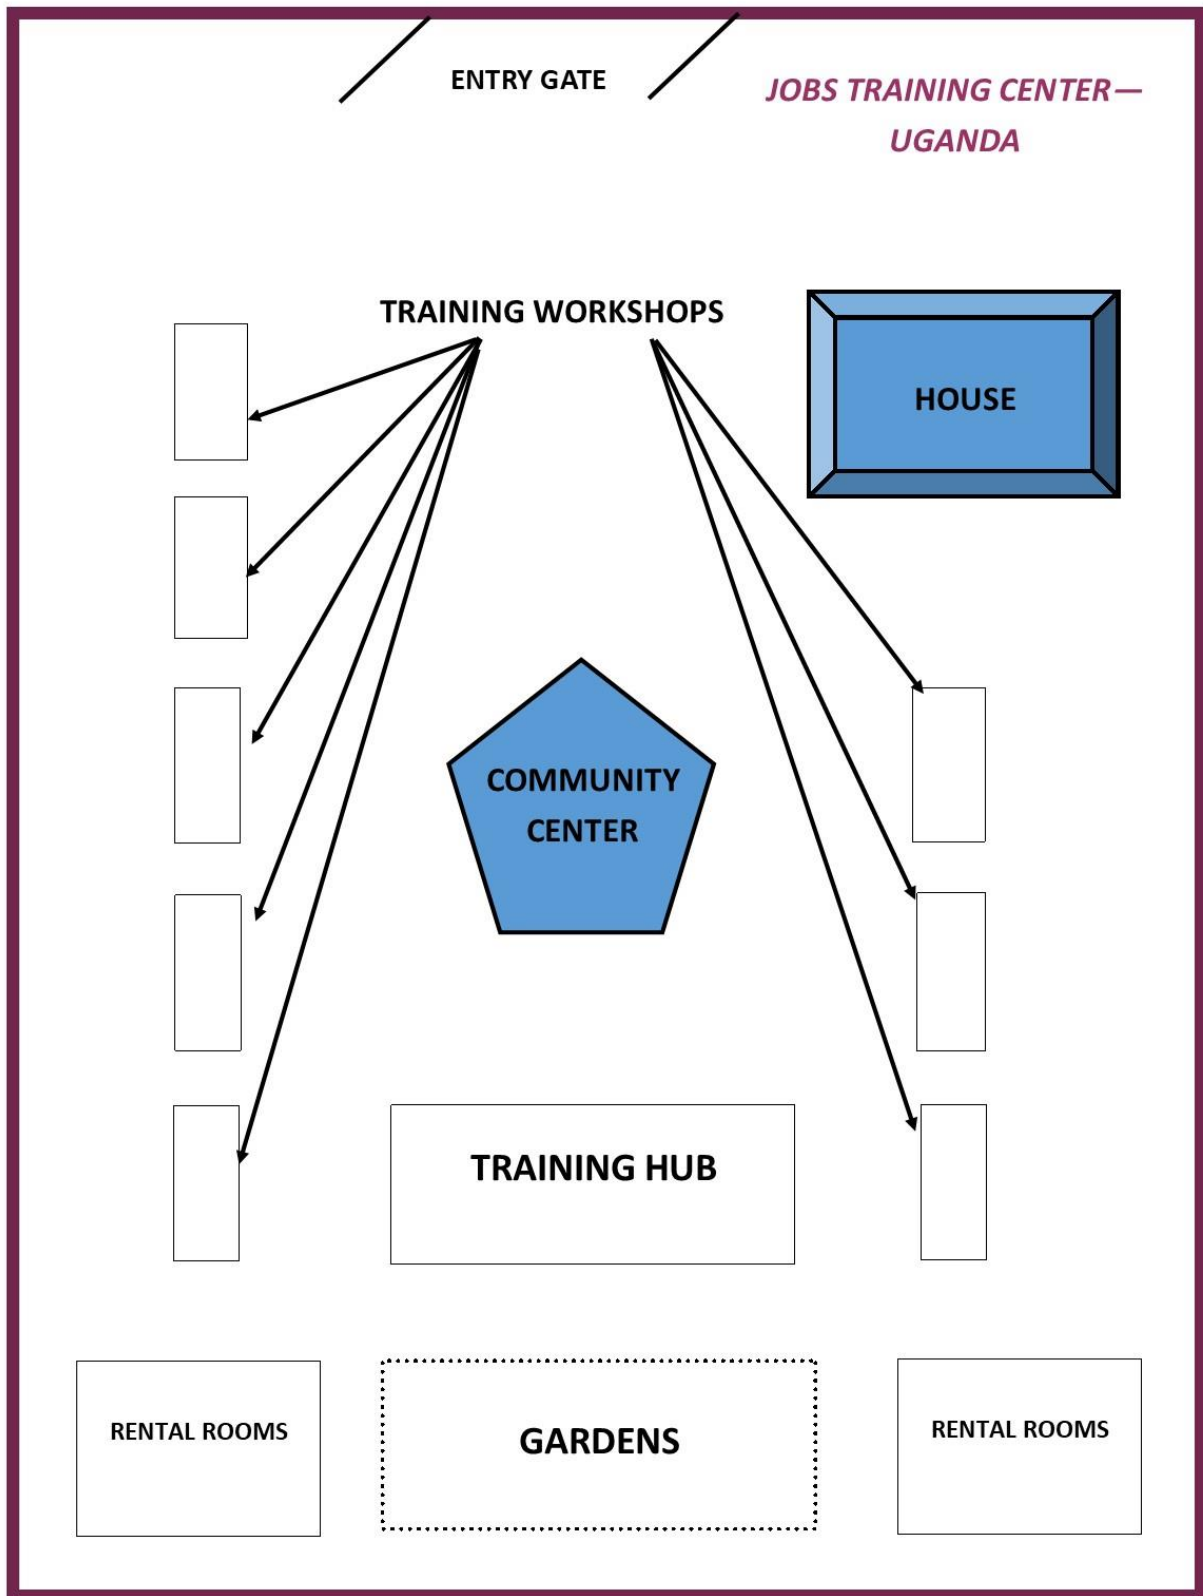 ENTRY GATE
JOBS TRAINING CENTER—
UGANDA
TRAINING WORKSHOPS
HOUSE
COMMUNITY
CENTER
TRAINING HUB
RENTAL ROOMS
GARDENS
RENTAL ROOMS